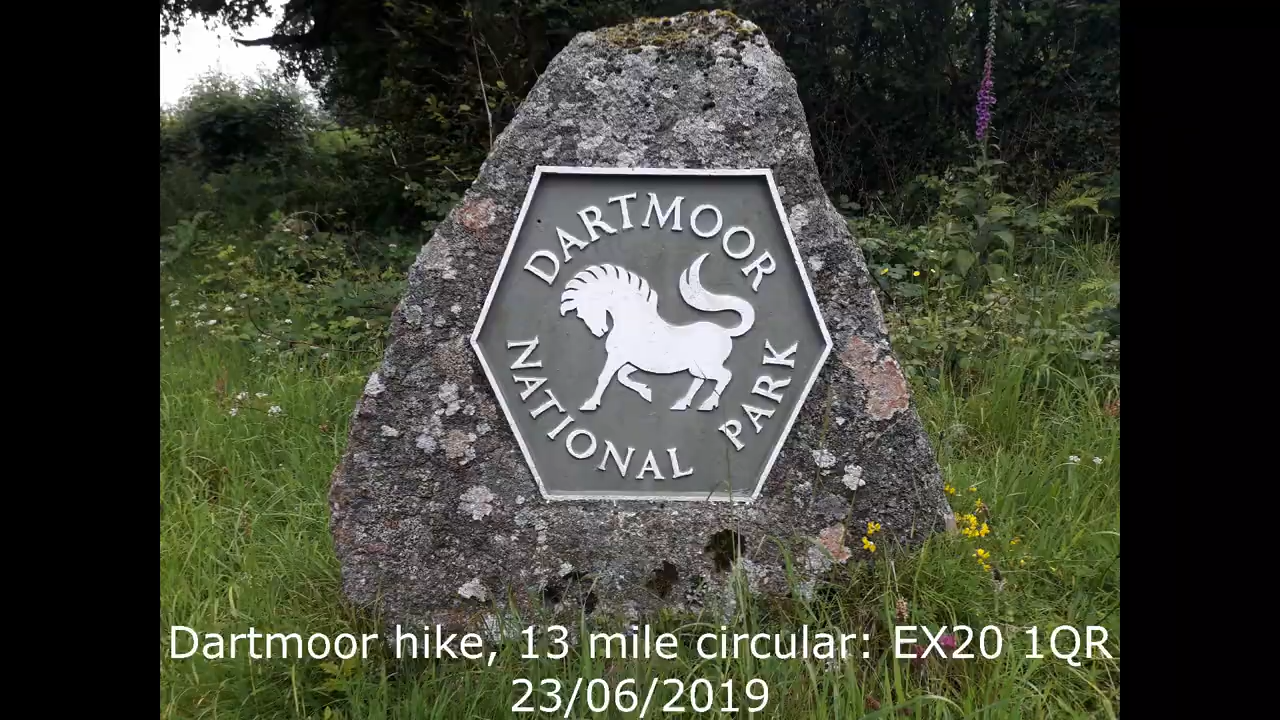 DARTMOOR
NATIONAL PARK
Dartmoor hike, 13 mile circular: EX20 1QR
23/06/2019